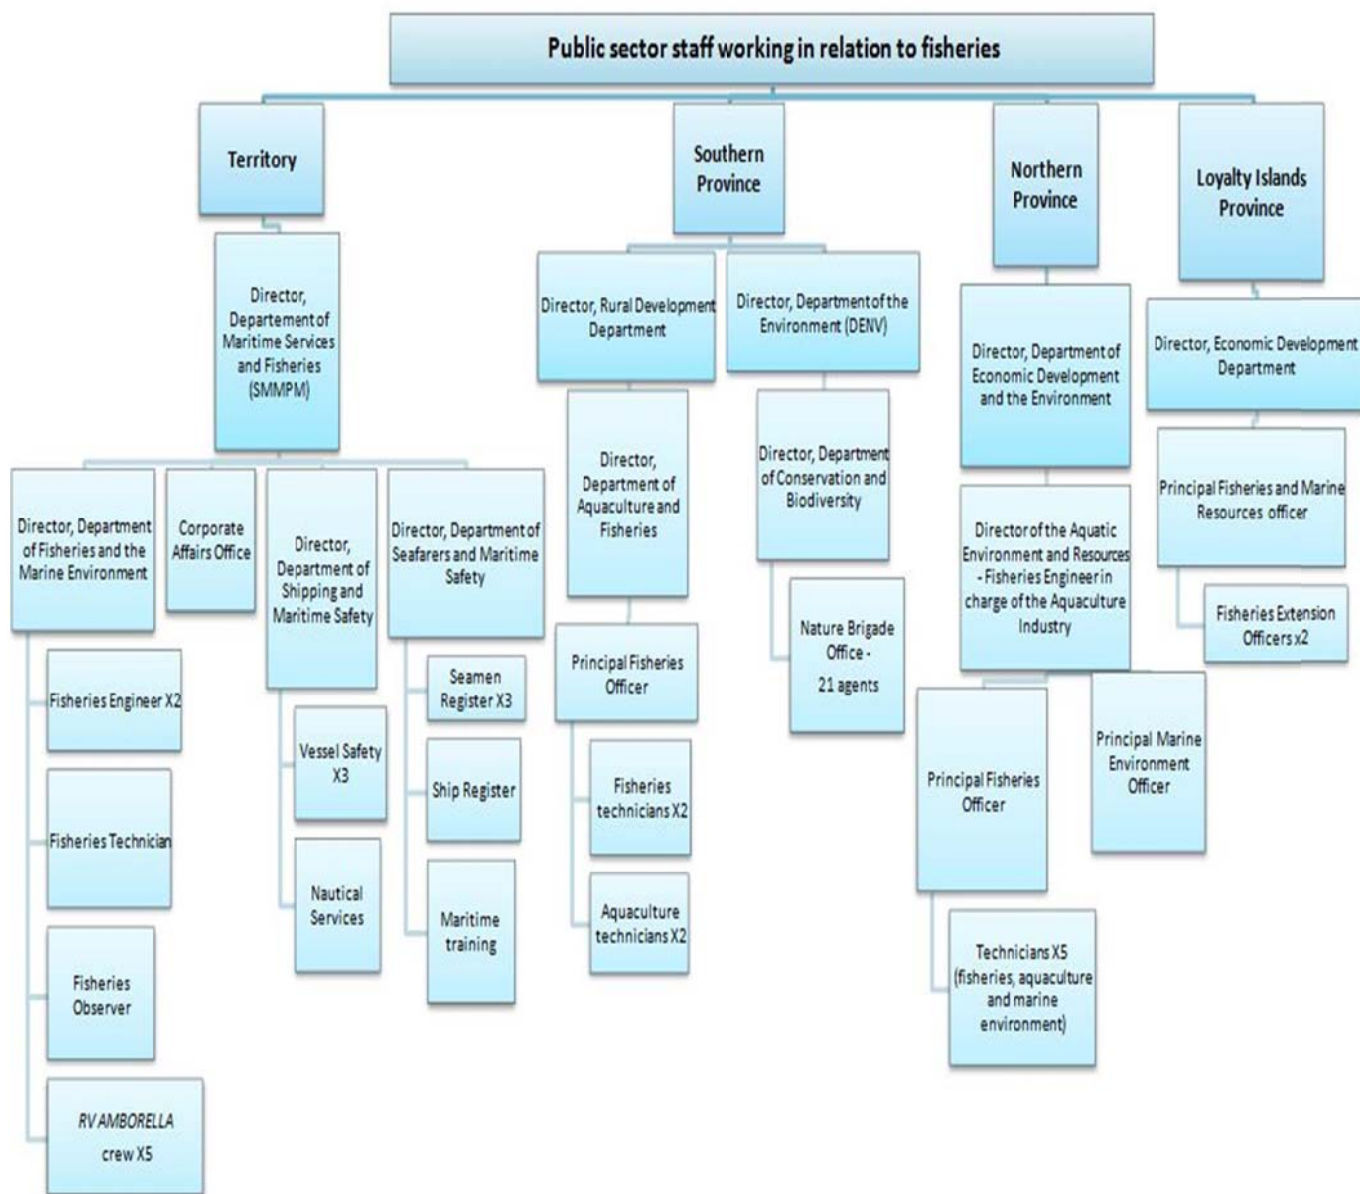 Public sector staff working in relation to fisheries
Territory
Southern
Province
Northern
Province
Loyalty Islands
Province
Director,
Departement of
Maritime Services
and Fisheries
(SMMPM)
Director, Rural Development
Department
Director, Department of the
Environment (DENV)
Director, Department of
Economic Development
and the Environment
Director, Economic Development
Department
Director, Department
of Fisheries and the
Marine Environment
Corporate
Affairs Office
Director,
Department of
Shipping and
Maritime Safety
Director, Department of
Seafarers and Maritime
Safety
Director,
Department of
Aquaculture and
Fisheries
Director, Department
of Conservation and
Biodiversity
Director of the Aquatic
Environment and Resources
- Fisheries Engineer in
charge of the Aquaculture
Industry
Principal Fisheries and Marine
Resources officer
Fisheries Engineer X2
Fisheries Technician
Fisheries
Observer
RV AMBORELLA
crew X5
Vessel Safety
X3
Nautical
Services
Seamen
Register X3
Ship Register
Maritime
training
Principal Fisheries
Officer
Fisheries
technicians X2
Aquaculture
technicians X2
Nature Brigade
Office -
21 agents
Principal Fisheries
Officer
Principal Marine
Environment
Officer
Technicians X5
(fisheries, aquaculture
and marine
environment)
Fisheries Extension
Officers x2